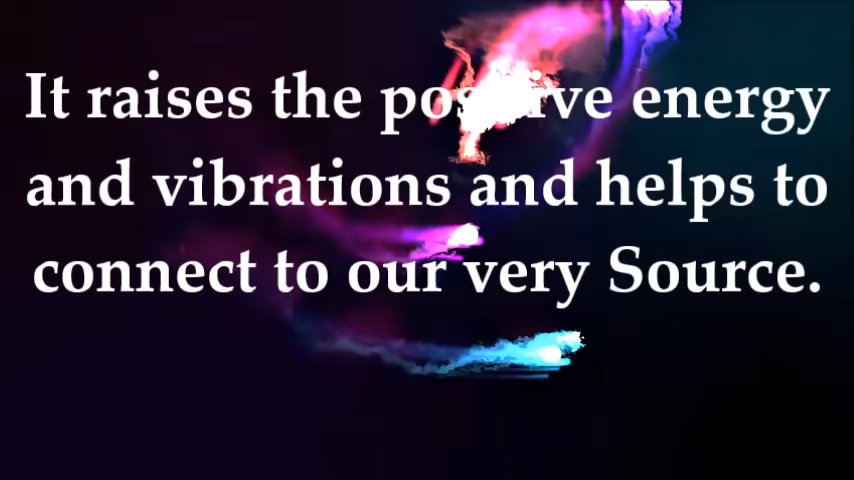 It raises the positive energy
and vibrations and helps to
connect to our very Source.